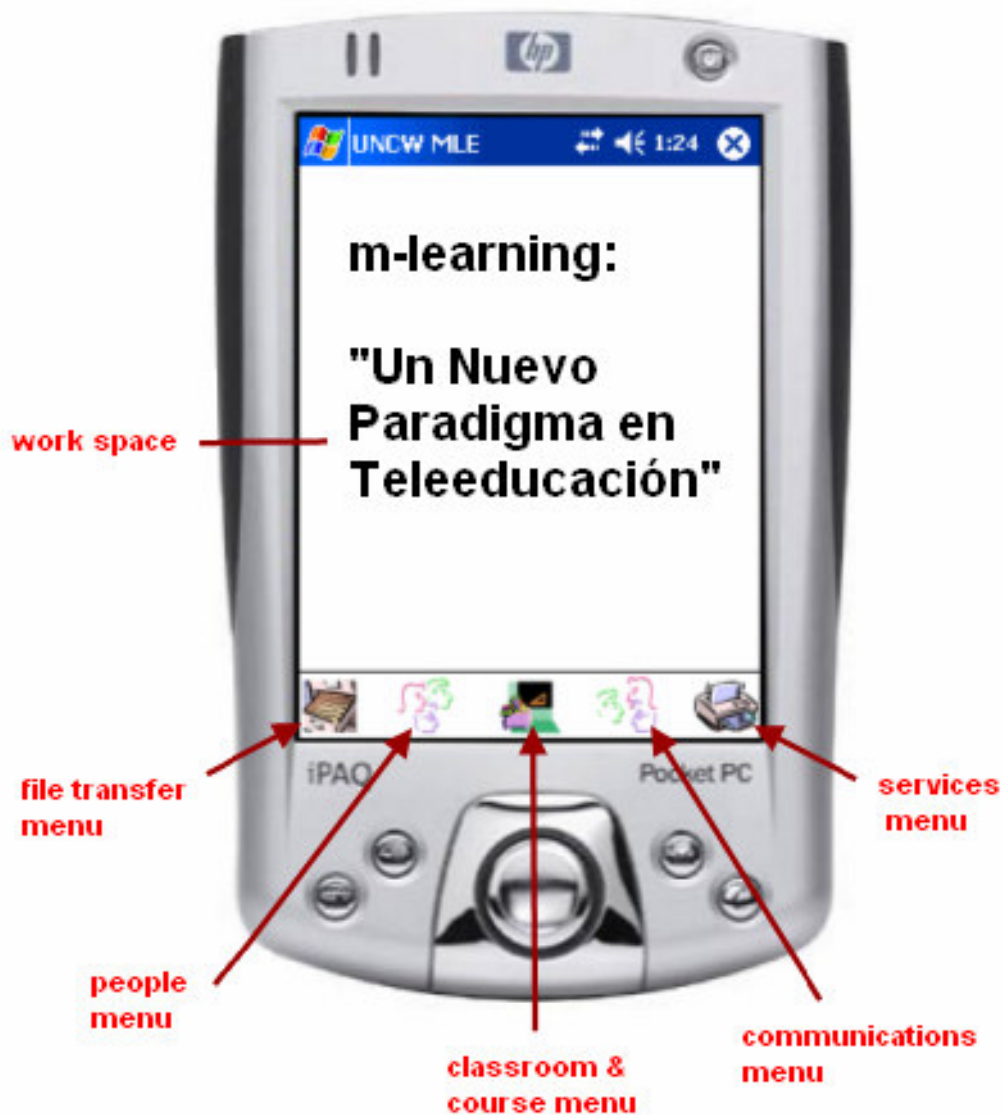 hp
UNCW MLE 1:24
m-learning:
"Un Nuevo
Paradigma en
Teleeducación"
work space
iPAQ
Pocket PC
file transfer
menu
services
menu
people
menu
communications
menu
classroom &
course menu